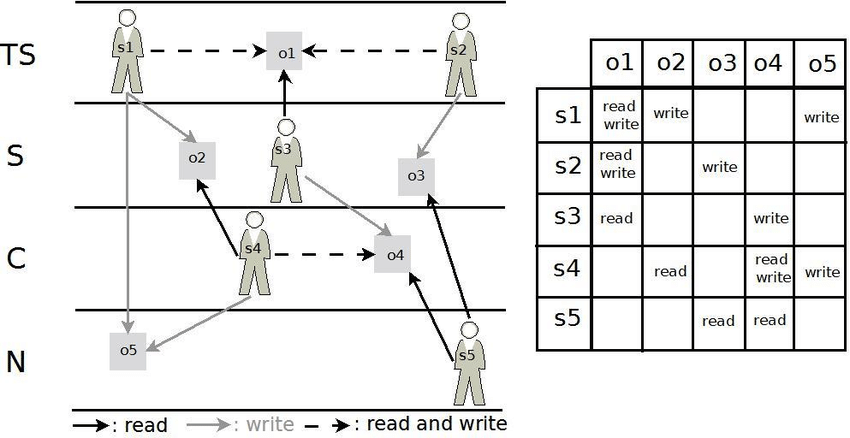 TS
s1
o1
s2
S
o2
s3
o3
C
s4
o4
N
o5
s5
: read : write : read and write
o1 o2 o3 o4 o5
s1 read write write write
s2 read write write
s3 read write
s4 read read write write
s5 read read